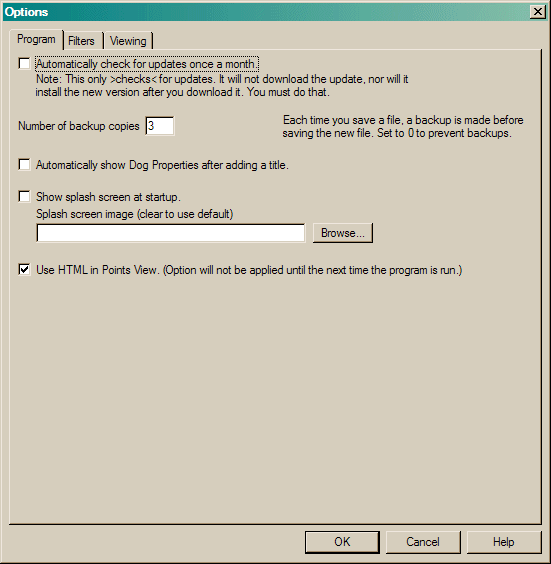 Options
Program
Filters
Viewing
Automatically check for updates once a month.
Note: This only >checks< for updates. It will not download the update, nor will it
install the new version after you download it. You must do that.
Number of backup copies 3
Each time you save a file, a backup is made before
saving the new file. Set to 0 to prevent backups.
Automatically show Dog Properties after adding a title.
Show splash screen at startup.
Splash screen image (clear to use default)
Browse...
Use HTML in Points View. (Option will not be applied until the next time the program is run.)
OK
Cancel
Help